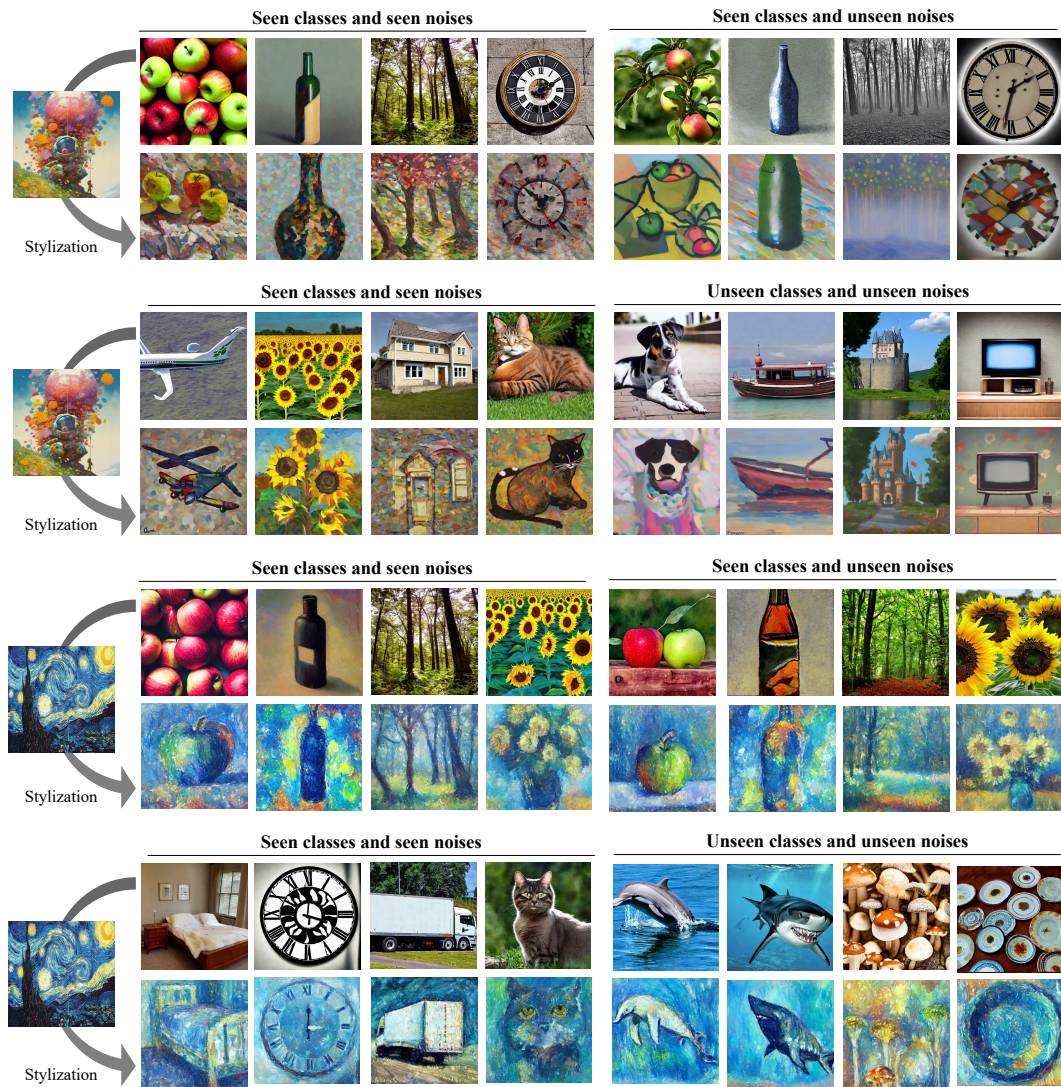 Seen classes and seen noises
Seen classes and unseen noises
Stylization
Seen classes and seen noises
Unseen classes and unseen noises
Stylization
Seen classes and seen noises
Seen classes and unseen noises
Stylization
Seen classes and seen noises
Unseen classes and unseen noises
Stylization